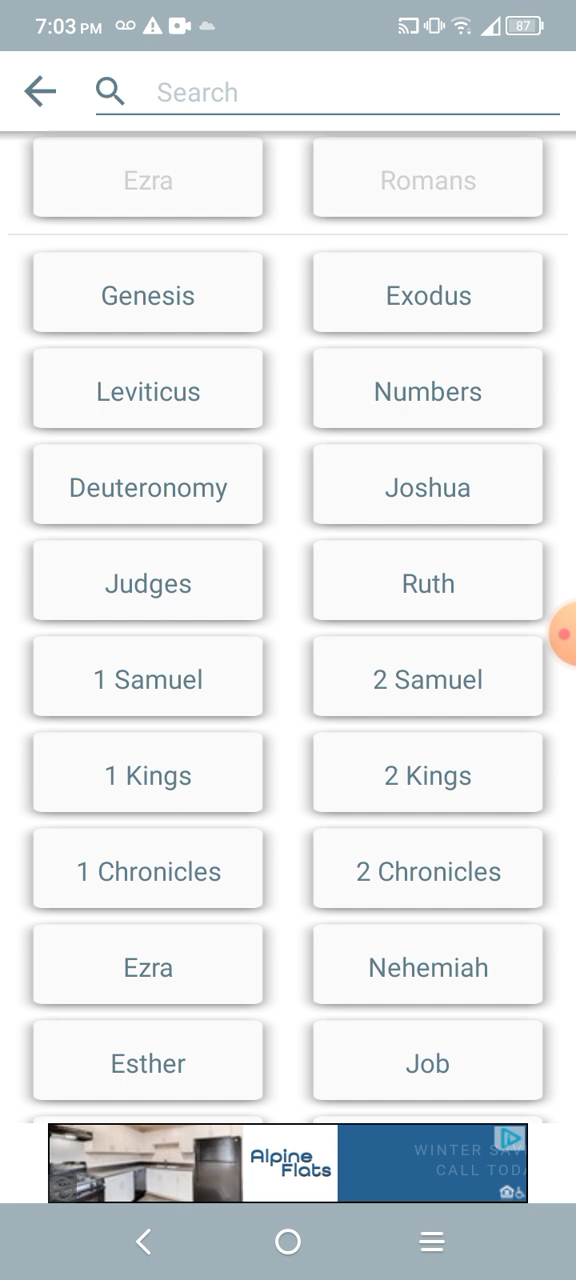 7:03 PM 87
Search
Ezra Romans
Genesis Exodus
Leviticus Numbers
Deuteronomy Joshua
Judges Ruth
1 Samuel 2 Samuel
1 Kings 2 Kings
1 Chronicles 2 Chronicles
Ezra Nehemiah
Esther Job
Alpine
Flats
WINTER
CALL